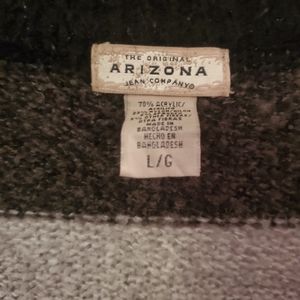 THE ORIGINAL
ARIZONA
JEAN COMPANY
70% ACRYLIC/
MADE IN
BANGLADESH
HECHO EN
BANGLADESH
L/G